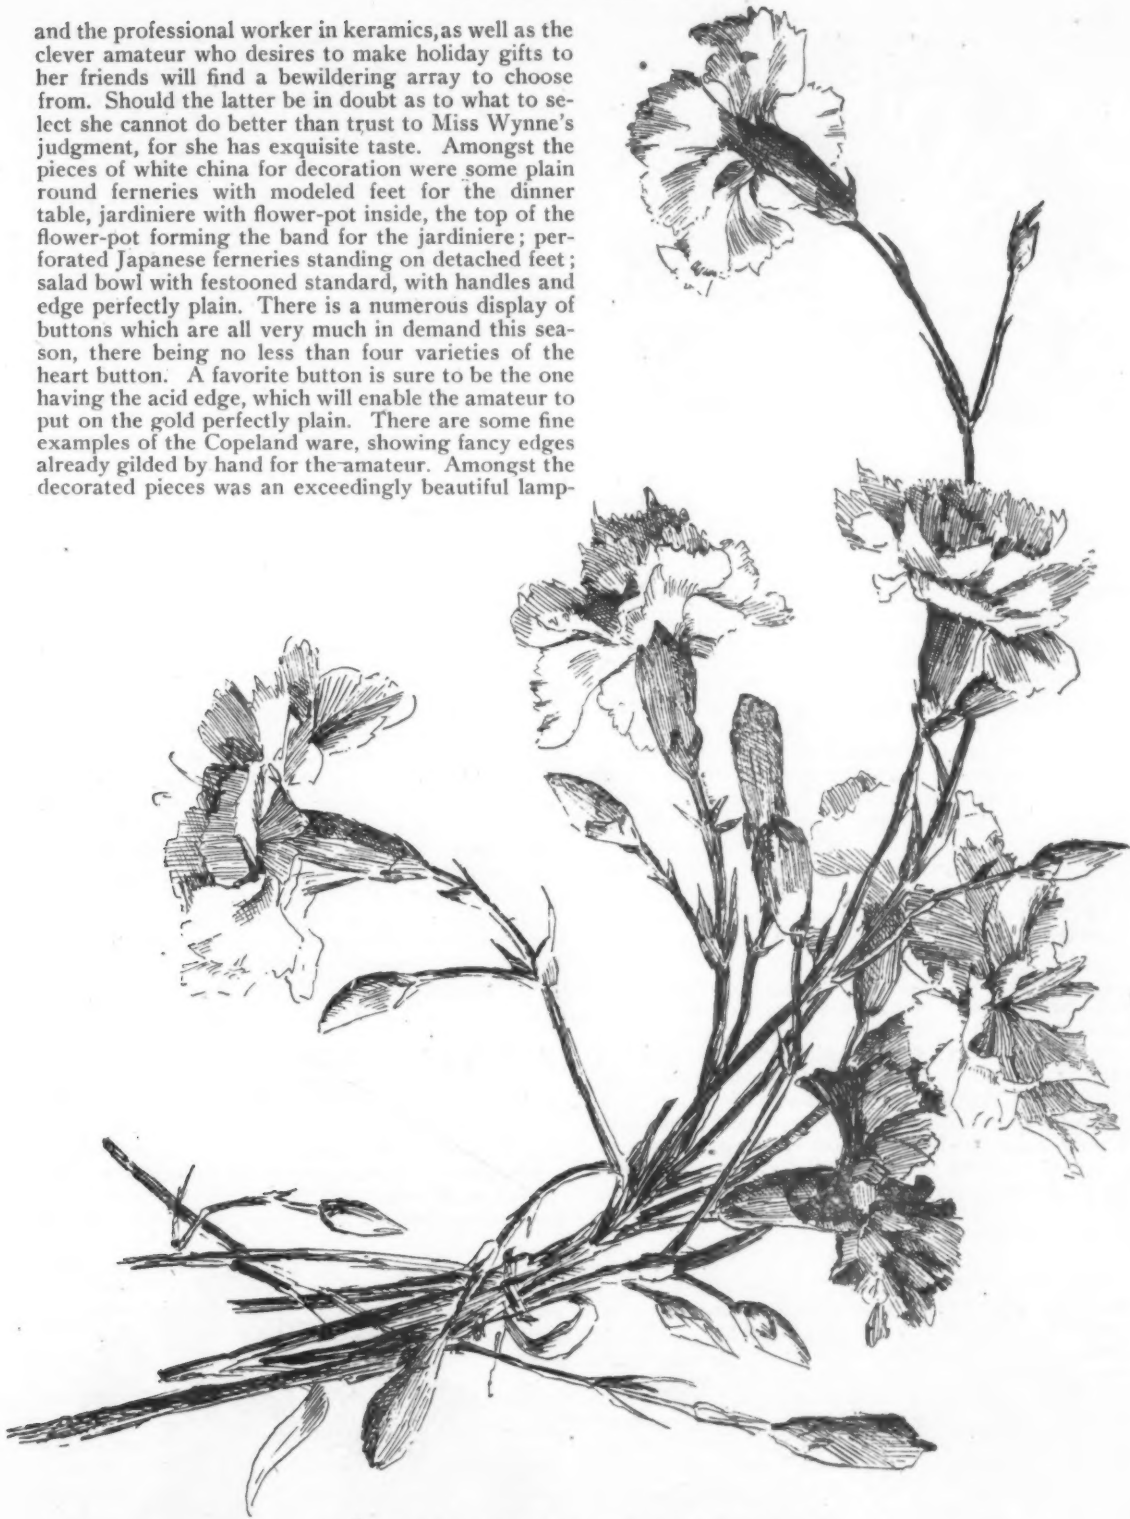 and the professional worker in keramics, as well as the
clever amateur who desires to make holiday gifts to
her friends will find a bewildering array to choose
from. Should the latter be in doubt as to what to se-
lect she cannot do better than trust to Miss Wynne's
judgment, for she has exquisite taste. Amongst the
pieces of white china for decoration were some plain
round ferneries with modeled feet for the dinner
table, jardiniere with flower-pot inside, the top of the
flower-pot forming the band for the jardiniere; per-
forated Japanese ferneries standing on detached feet;
salad bowl with festooned standard, with handles and
edge perfectly plain. There is a numerous display of
buttons which are all very much in demand this sea-
son, there being no less than four varieties of the
heart button. A favorite button is sure to be the one
having the acid edge, which will enable the amateur to
put on the gold perfectly plain. There are some fine
examples of the Copeland ware, showing fancy edges
already gilded by hand for the amateur. Amongst the
decorated pieces was an exceedingly beautiful lamp-